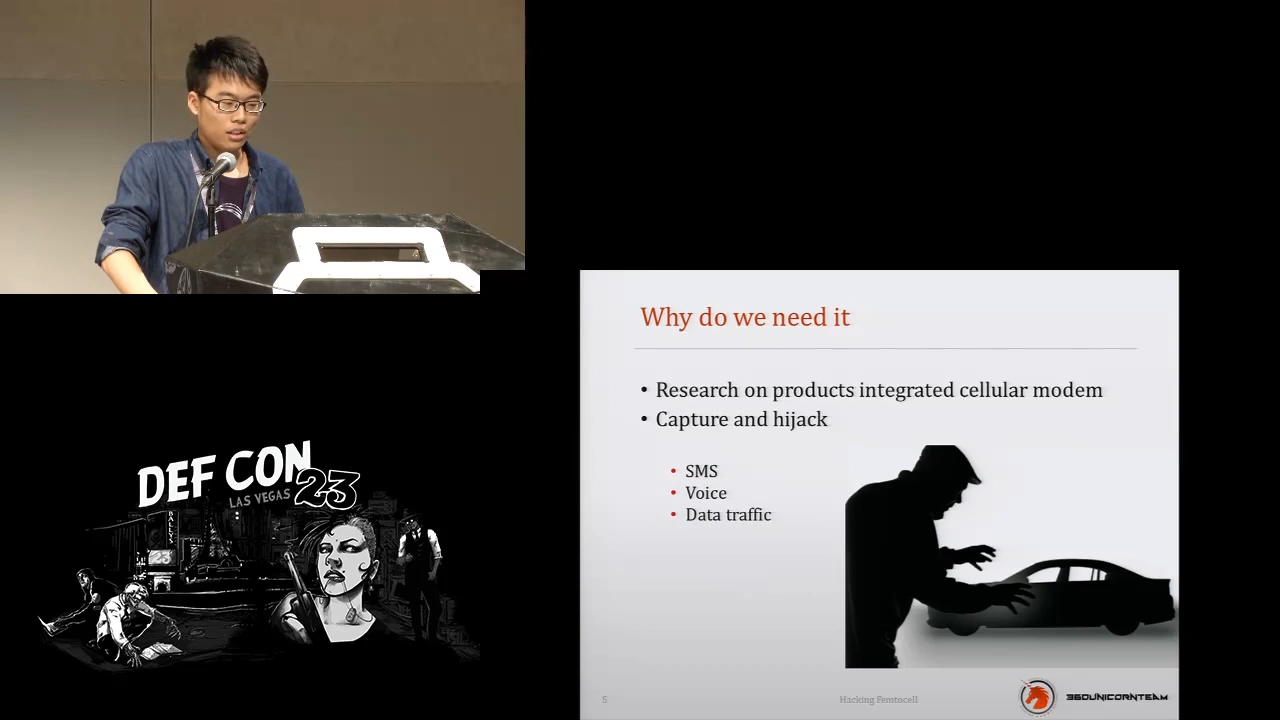 Why do we need it
• Research on products integrated cellular modem
• Capture and hijack
• SMS
• Voice
• Data traffic
DEF CON
LAS VEGAS 23
BALLYS
5
Hacking Femtocell
360UNICORNTEAM